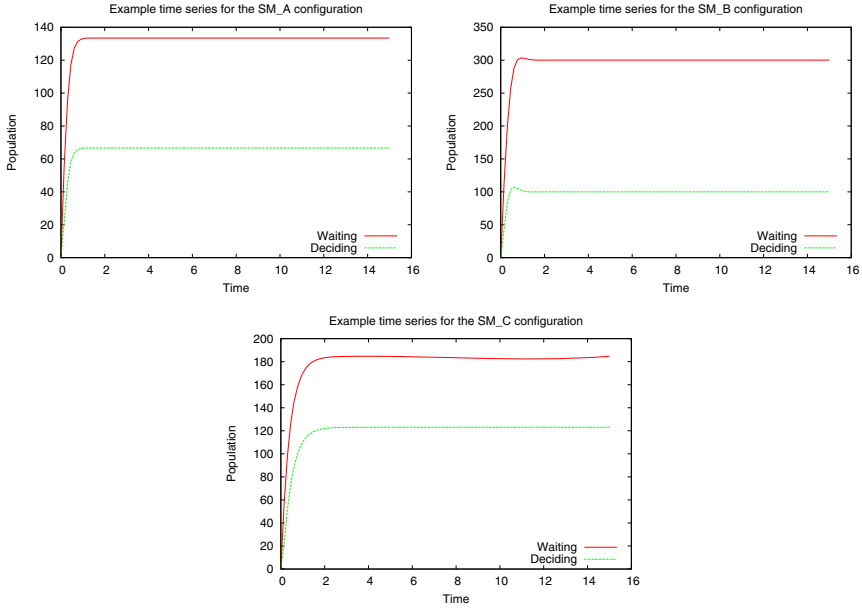 Example time series for the SM_A configuration
140
120
100
80
60
40
20
0
0 2 4 6 8 10 12 14 16
Population
Time
Waiting
Deciding
Example time series for the SM_B configuration
350
300
250
200
150
100
50
0
0 2 4 6 8 10 12 14 16
Population
Time
Waiting
Deciding
Example time series for the SM_C configuration
200
180
160
140
120
100
80
60
40
20
0
0 2 4 6 8 10 12 14 16
Population
Time
Waiting
Deciding